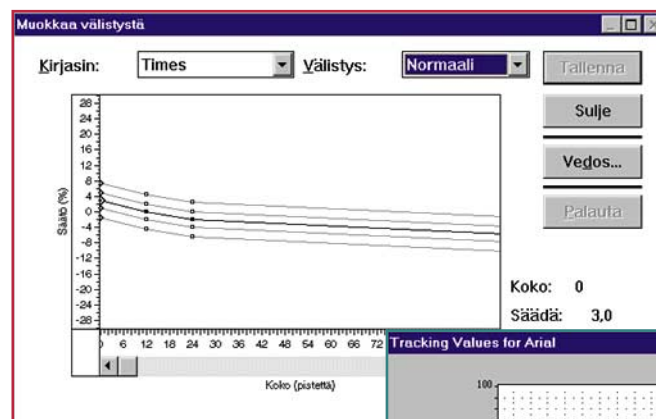 Muokkaa välistystä
Kirjasin: Times Välistys: Normaali
Tallenna
Sulje
Vedos...
Palauta
Säätö (%)
28
24
20
16
12
8
4
0
-4
-8
-12
-16
-20
-24
-28
0 6 12 18 24 30 36 42 48 54 60 66 72
Koko (pistettä)
Koko: 0
Säädä: 3,0
Tracking Values for Arial
100